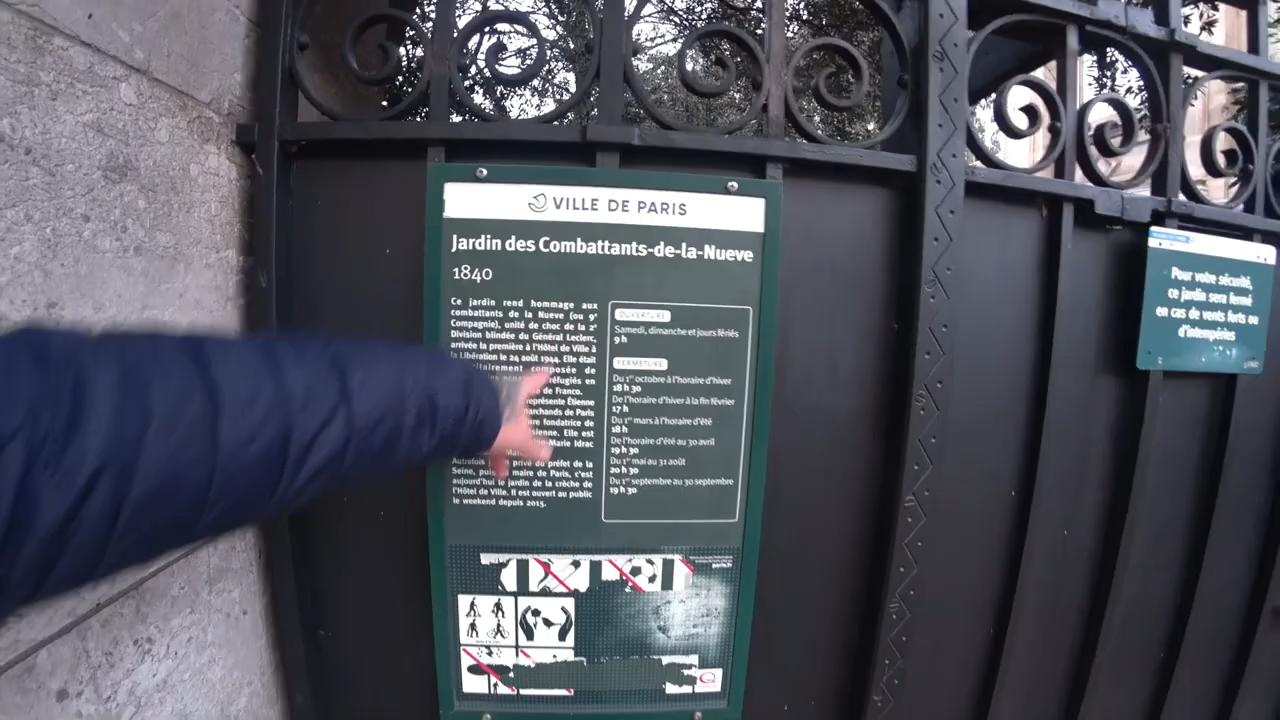 VILLE DE PARIS
Jardin des Combattants-de-la-Nueve
1840
Ce jardin rend hommage aux
combattants de la Nueve (ou 9e
Compagnie), unité de choc de la 2e
Division blindée du Général Leclerc,
arrivée la première à l'Hôtel de Ville à
la Libération le 24 août 1944. Elle était
composée de
réfugiés en
de Franco.
représente Étienne
marchands de Paris
fondatrice de
Elle est
Marie Idrac
Autrefois privé du préfet de la
Seine, puis maire de Paris, c'est
aujourd'hui le jardin de la crèche de
l'Hôtel de Ville. Il est ouvert au public
le weekend depuis 2015.
OUVERTURE
Samedi, dimanche et jours fériés
9 h
FERMETURE
Du 1er octobre à l'horaire d'hiver
18 h 30
De l'horaire d'hiver à la fin février
17 h
Du 1er mars à l'horaire d'été
18 h
De l'horaire d'été au 30 avril
19 h 30
Du 1er mai au 31 août
20 h 30
Du 1er septembre au 30 septembre
19 h 30
paris.fr
Pour votre sécurité,
ce jardin sera fermé
en cas de vents forts ou
d'intempéries